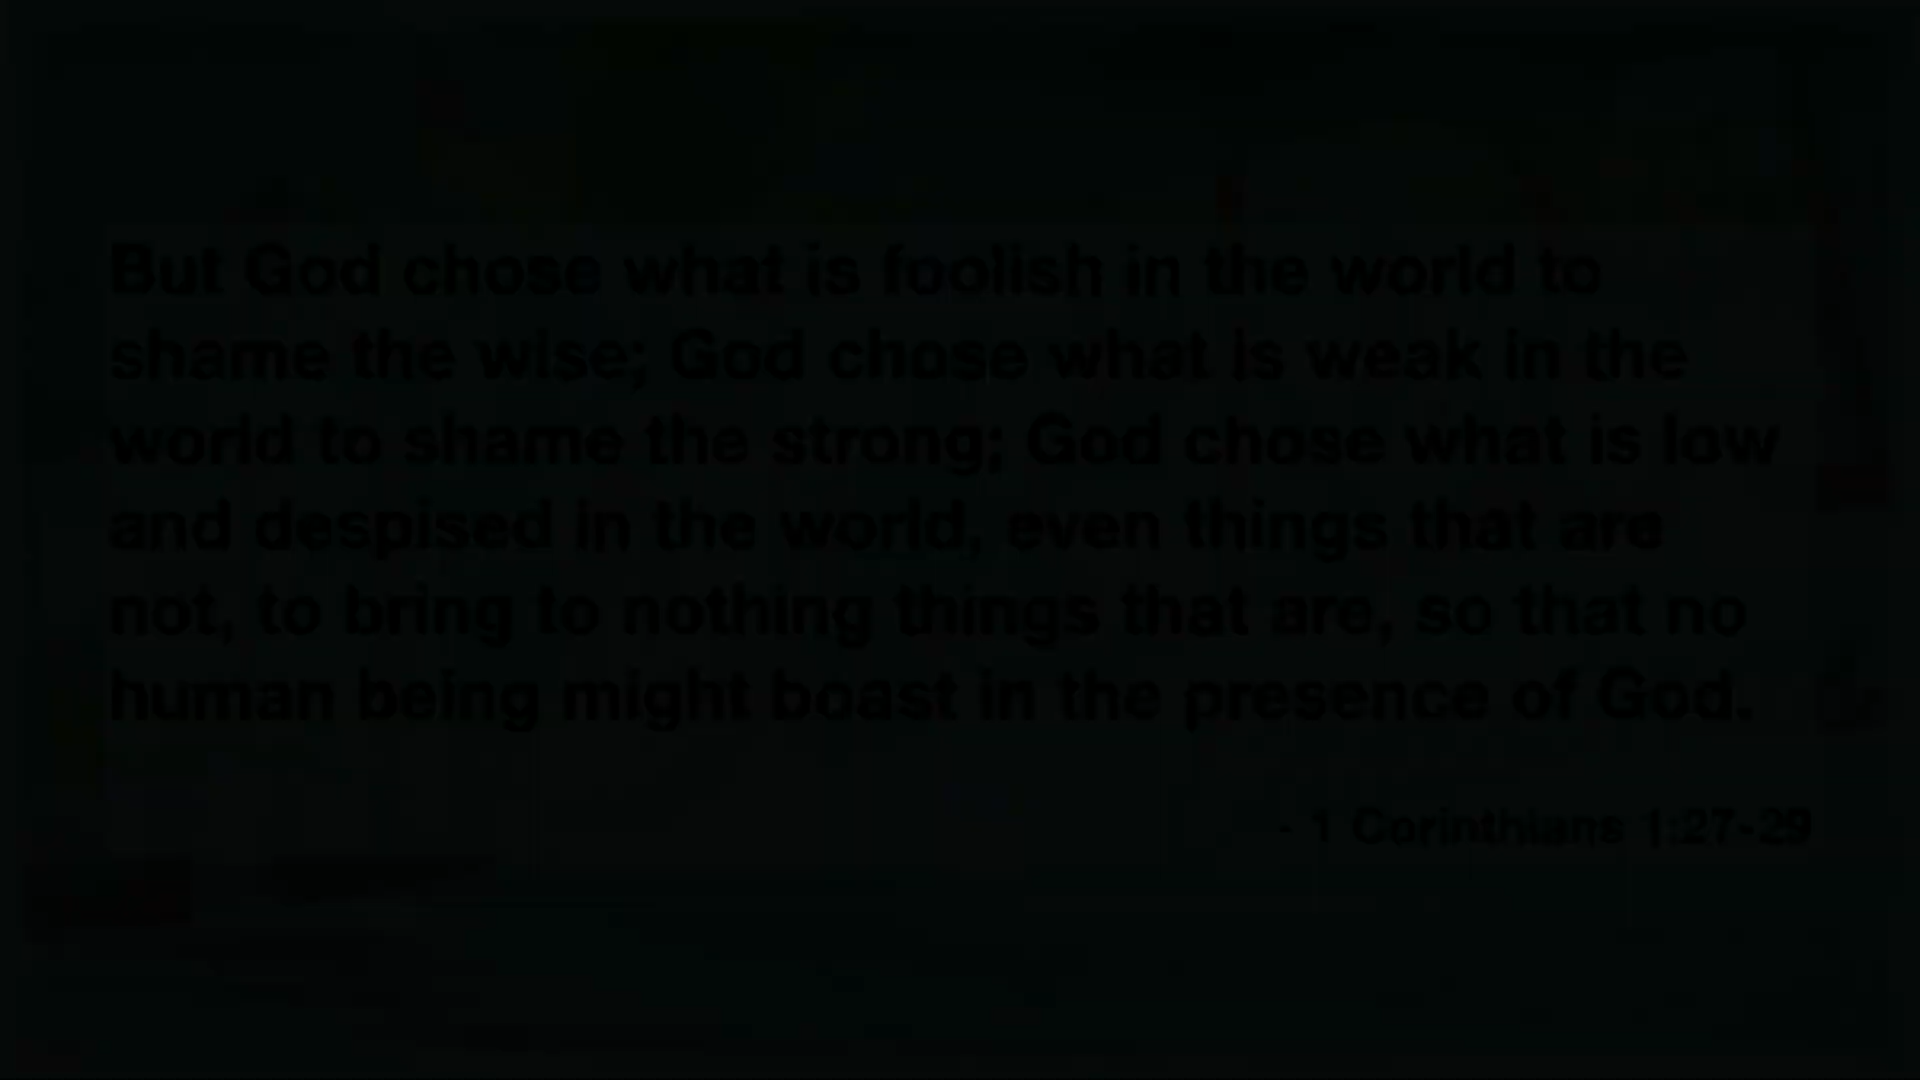 But God chose what is foolish in the world to
shame the wise; God chose what is weak in the
world to shame the strong; God chose what is low
and despised in the world, even things that are
not, to bring to nothing things that are, so that no
human being might boast in the presence of God.
- 1 Corinthians 1:27-29